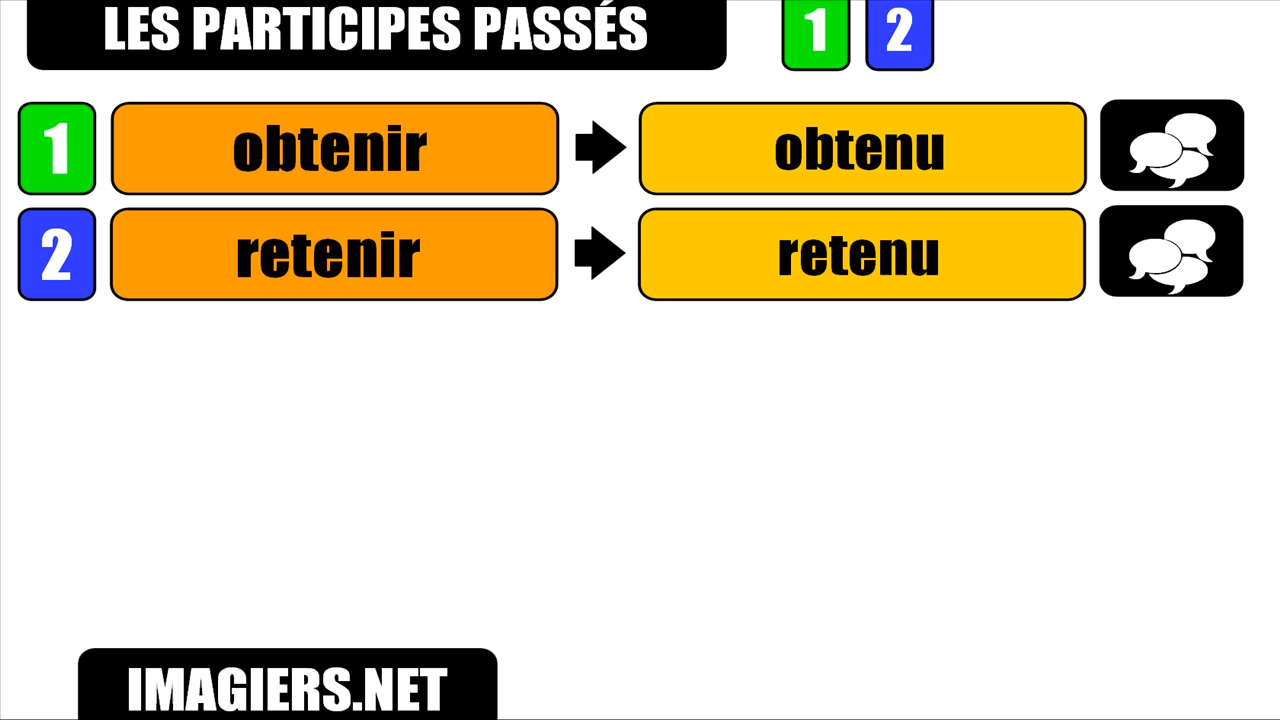 LES PARTICIPES PASSÉS 1 2
1 obtenir obtenu
2 retenir retenu
IMAGIERS.NET